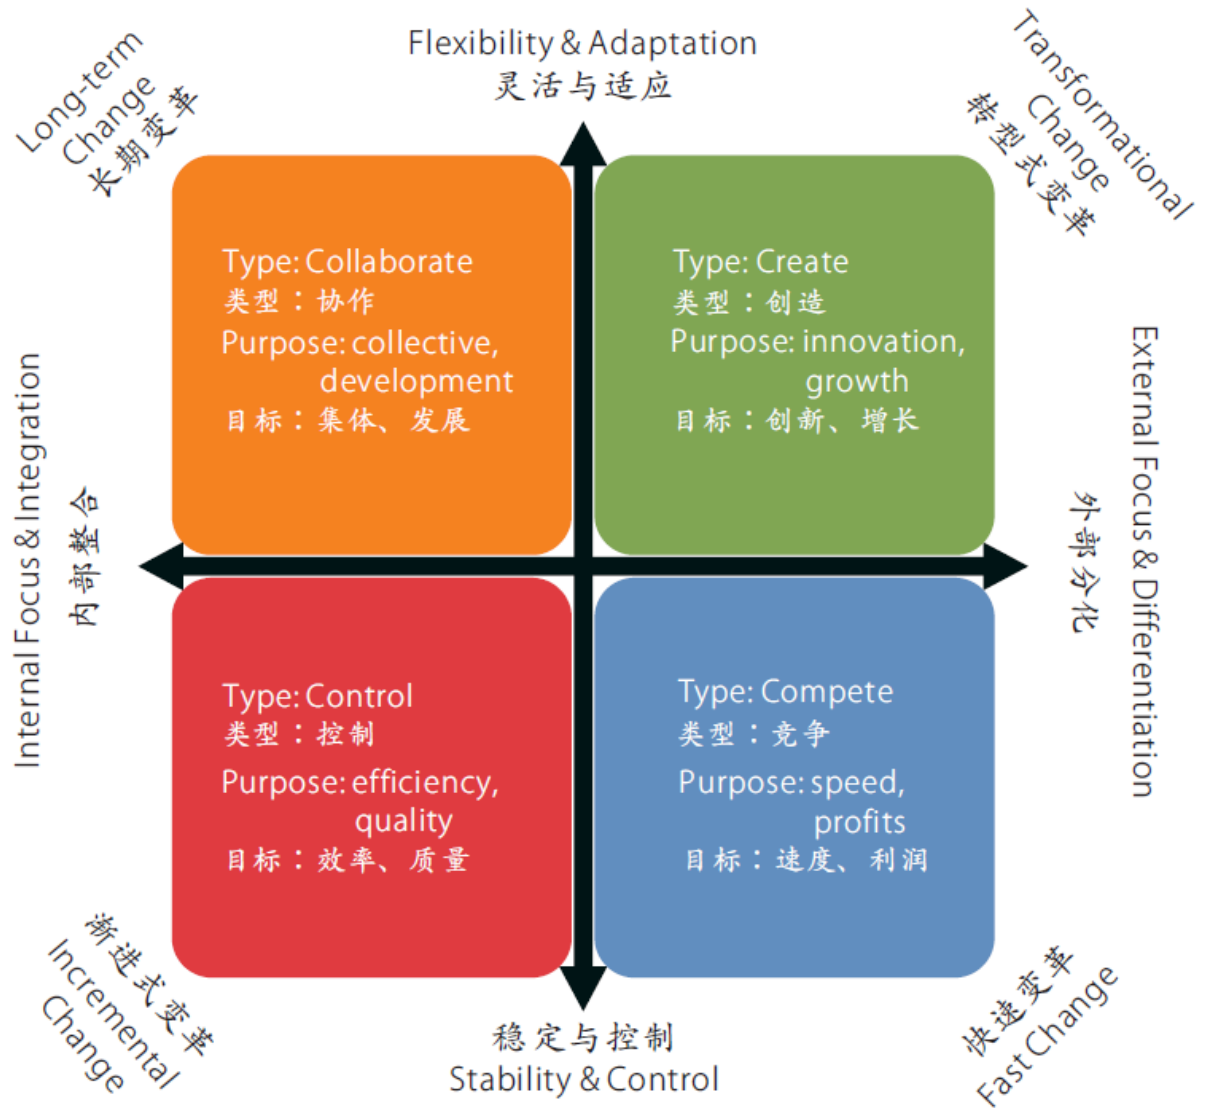 Flexibility & Adaptation
灵活与适应
Long-term
Change
长期变革
Transformational
Change
转型式变革
Type: Collaborate
类型：协作
Purpose: collective,
development
目标：集体、发展
Type: Create
类型：创造
Purpose: innovation,
growth
目标：创新、增长
Internal Focus & Integration
内部整合
External Focus & Differentiation
外部分化
Type: Control
类型：控制
Purpose: efficiency,
quality
目标：效率、质量
Type: Compete
类型：竞争
Purpose: speed,
profits
目标：速度、利润
渐进式变革
Incremental
Change
快速变革
Fast Change
稳定与控制
Stability & Control